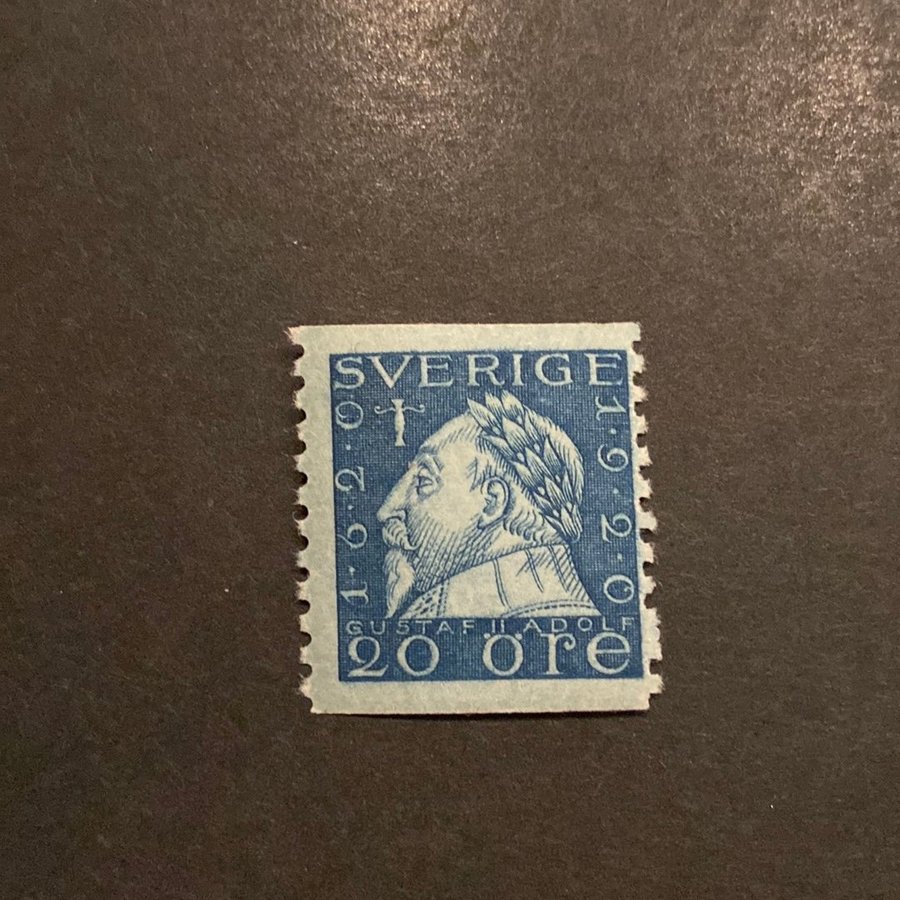 SVERIGE
1·6·2·0
1·9·2·0
GUSTAF II ADOLF
20 öre